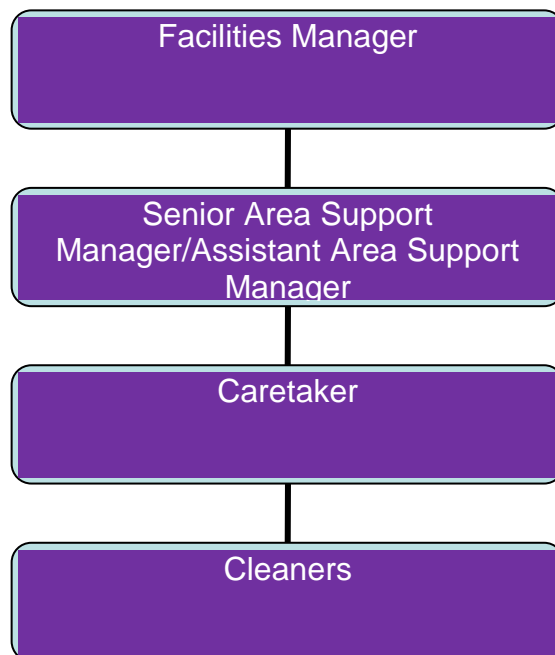 Facilities Manager
Senior Area Support
Manager/Assistant Area Support
Manager
Caretaker
Cleaners